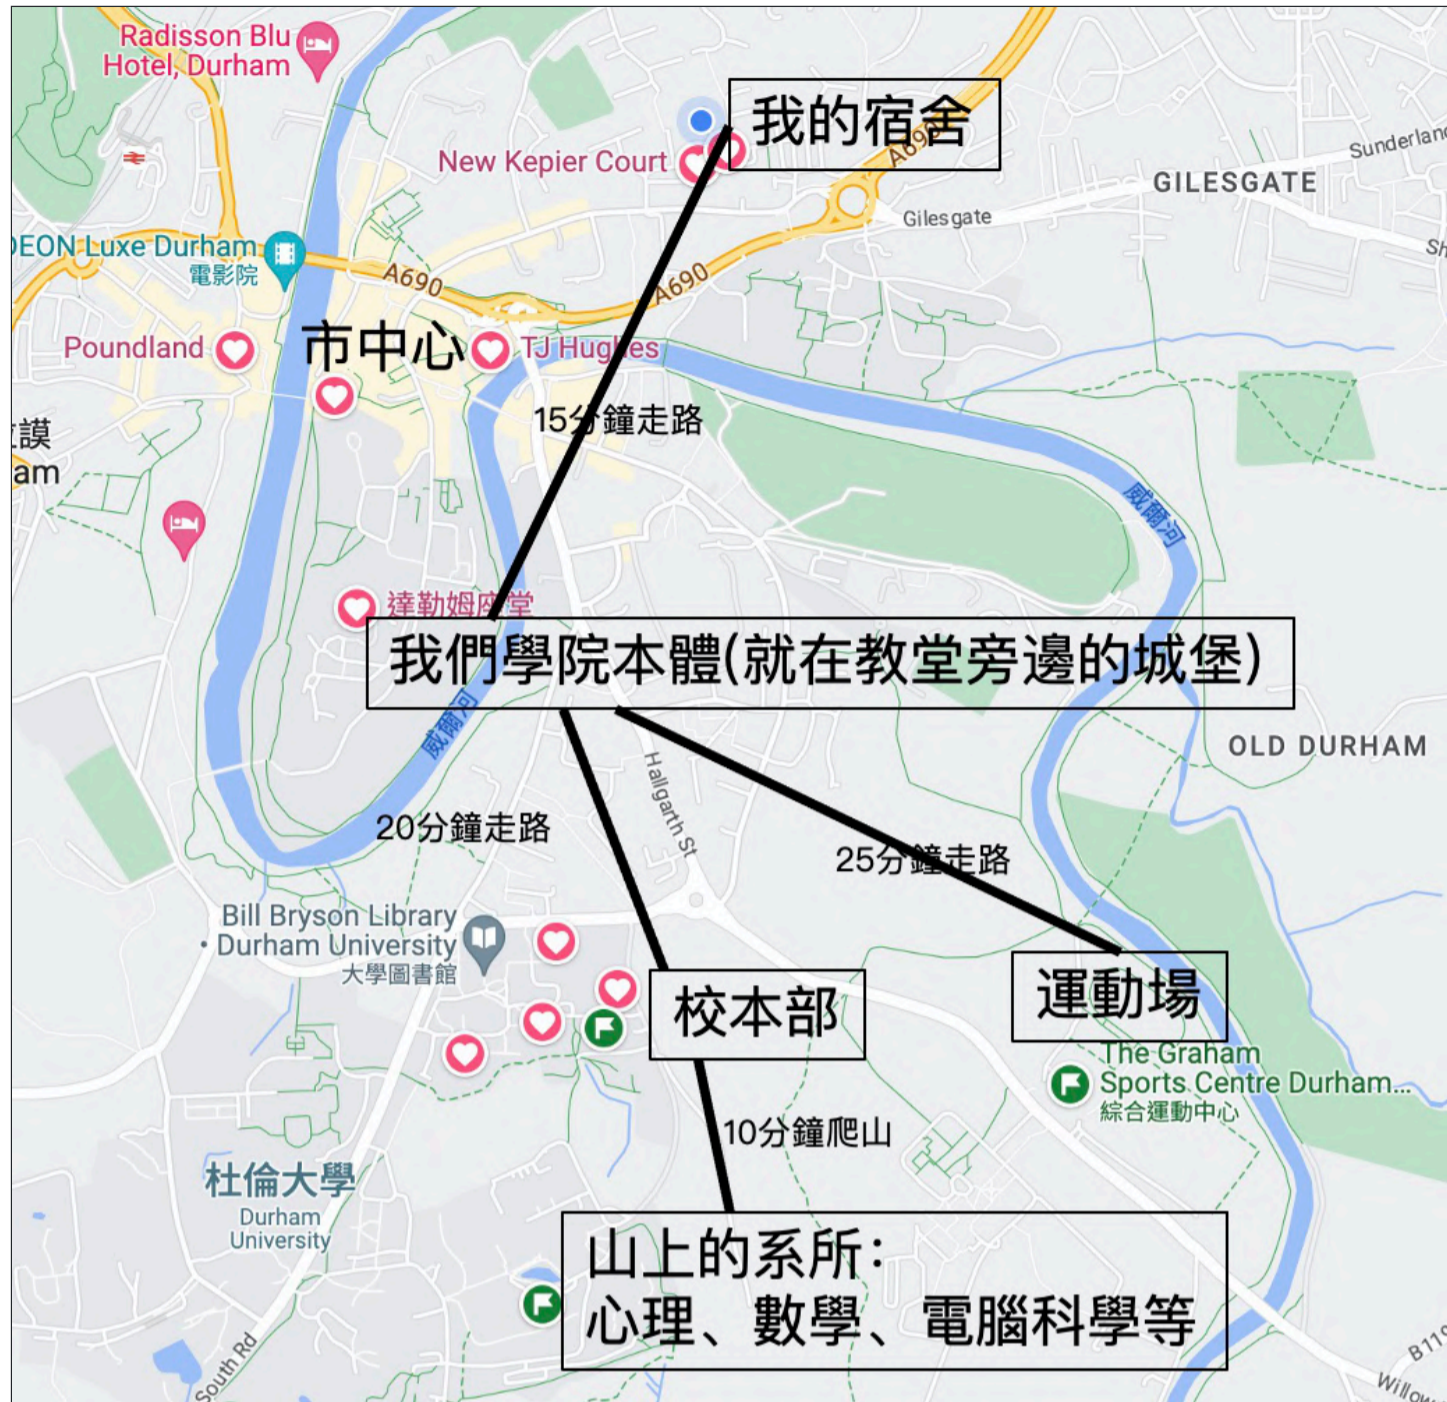 Radisson Blu
Hotel, Durham
我的宿舍
New Kepier Court
A690
Sunderland
GILESGATE
Gilesgate
Sh
DEON Luxe Durham
電影院
A690
A690
Poundland
市中心
TJ Hughes
15分鐘走路
謨
am
威爾河
達勒姆座堂
我們學院本體(就在教堂旁邊的城堡)
威爾河
OLD DURHAM
Hallgarth St
20分鐘走路
25分鐘走路
Bill Bryson Library
· Durham University
大學圖書館
校本部
運動場
The Graham
Sports Centre Durham...
綜合運動中心
10分鐘爬山
杜倫大學
Durham
University
山上的系所:
心理、數學、電腦科學等
South Rd
B119
Willow